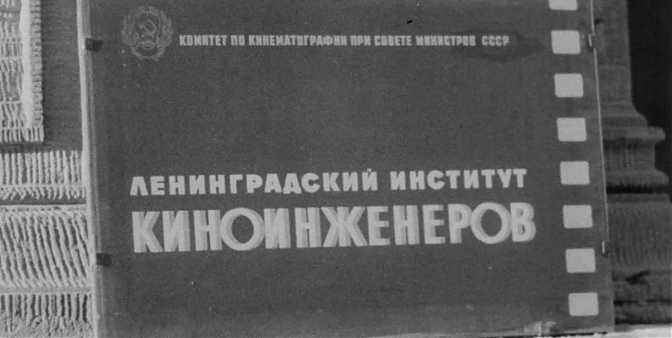 КОМИТЕТ ПО КИНЕМАТОГРАФИИ ПРИ СОВЕТЕ МИНИСТРОВ СССР
ЛЕНИНГРАДСКИЙ ИНСТИТУТ
КИНОИНЖЕНЕРОВ